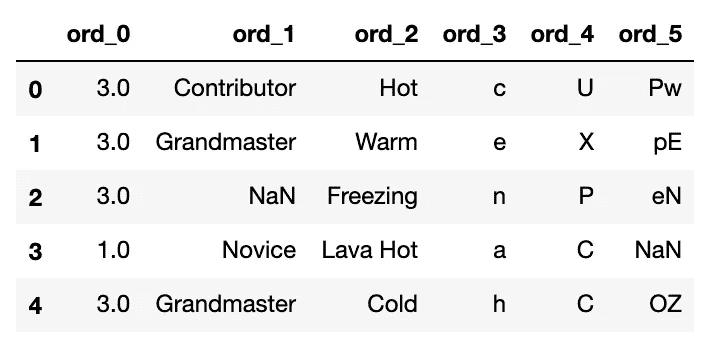 ord_0 ord_1 ord_2 ord_3 ord_4 ord_5
0 3.0 Contributor Hot c U Pw
1 3.0 Grandmaster Warm e X pE
2 3.0 NaN Freezing n P eN
3 1.0 Novice Lava Hot a C NaN
4 3.0 Grandmaster Cold h C OZ